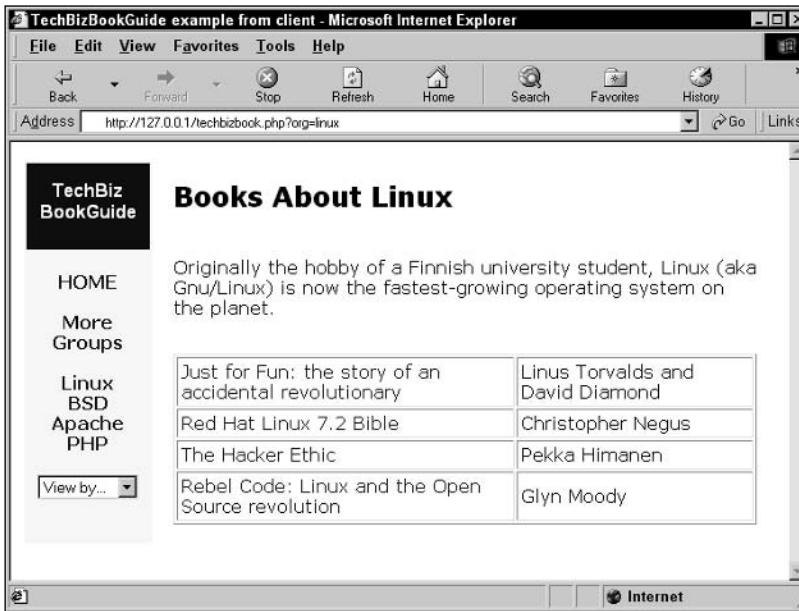 TechBizBookGuide example from client - Microsoft Internet Explorer
File Edit View Favorites Tools Help
Back Forward Stop Refresh Home Search Favorites History
Address http://127.0.0.1/techbizbook.php?org=linux Go Links
TechBiz
BookGuide
HOME
More
Groups
Linux
BSD
Apache
PHP
View by...
Books About Linux
Originally the hobby of a Finnish university student, Linux (aka
Gnu/Linux) is now the fastest-growing operating system on
the planet.
Just for Fun: the story of an
accidental revolutionary
Linus Torvalds and
David Diamond
Red Hat Linux 7.2 Bible
Christopher Negus
The Hacker Ethic
Pekka Himanen
Rebel Code: Linux and the Open
Source revolution
Glyn Moody
Internet